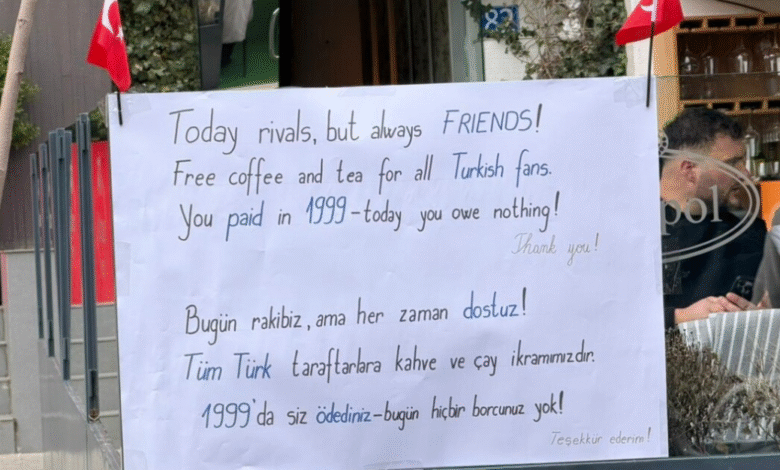 83
Today rivals, but always FRIENDS!
Free coffee and tea for all Turkish fans.
You paid in 1999-today you owe nothing!
Thank you!
Bugün rakibiz, ama her zaman dostuz!
Tüm Türk taraftarlara kahve ve çay ikramımızdır.
1999'da siz ödediniz-bugün hiçbir borcunuz yok!
Teşekkür ederim!
pol